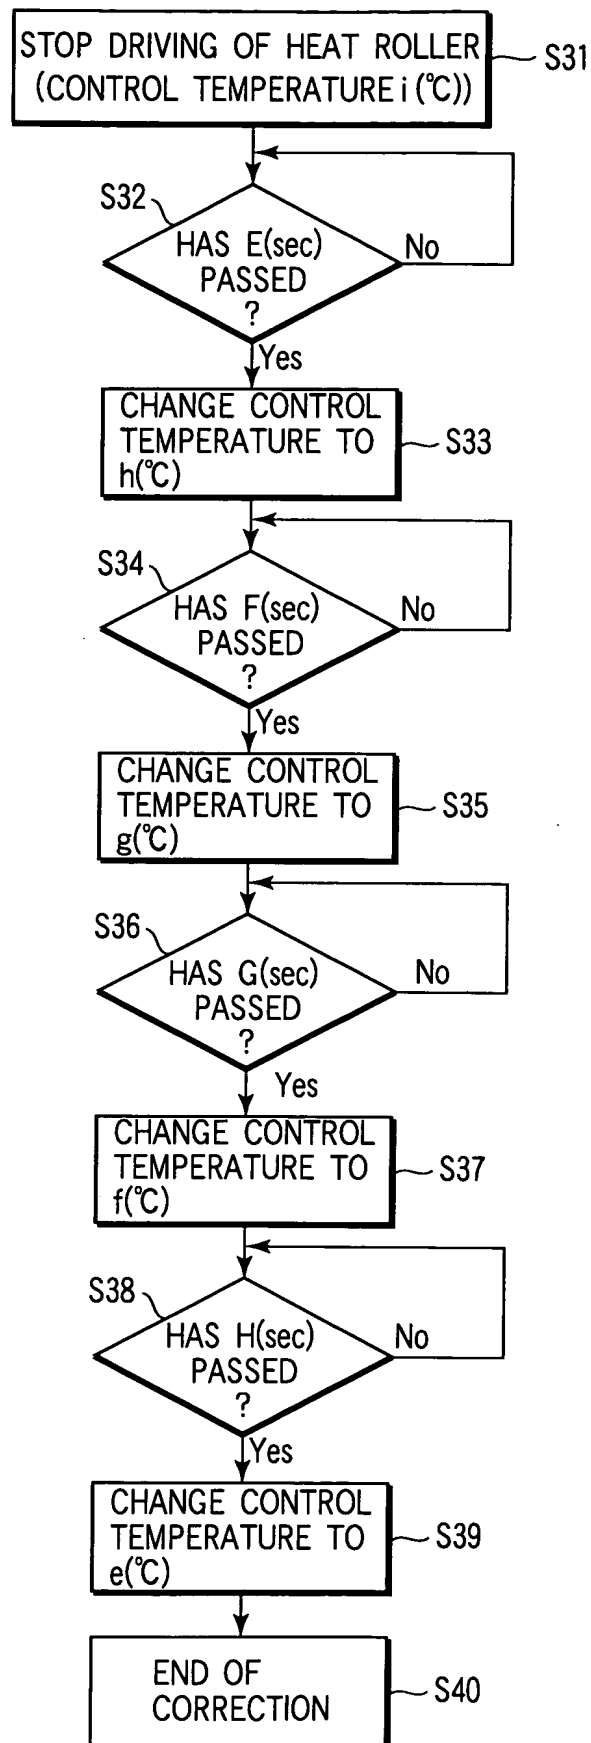 STOP DRIVING OF HEAT ROLLER
(CONTROL TEMPERATURE i (℃))
S31
S32
HAS E(sec)
PASSED
?
No
Yes
CHANGE CONTROL
TEMPERATURE TO
h(℃)
S33
S34
HAS F(sec)
PASSED
?
No
Yes
CHANGE CONTROL
TEMPERATURE TO
g(℃)
S35
S36
HAS G(sec)
PASSED
?
No
Yes
CHANGE CONTROL
TEMPERATURE TO
f(℃)
S37
S38
HAS H(sec)
PASSED
?
No
Yes
CHANGE CONTROL
TEMPERATURE TO
e(℃)
S39
END OF
CORRECTION
S40